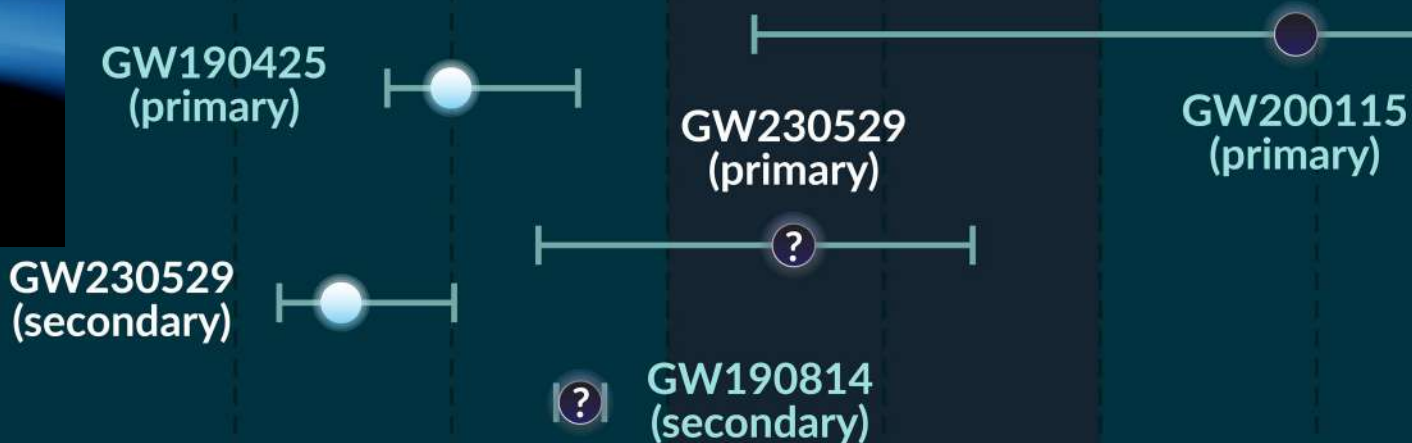 GW190425
(primary)
GW230529
(primary)
GW200115
(primary)
?
GW230529
(secondary)
?
GW190814
(secondary)